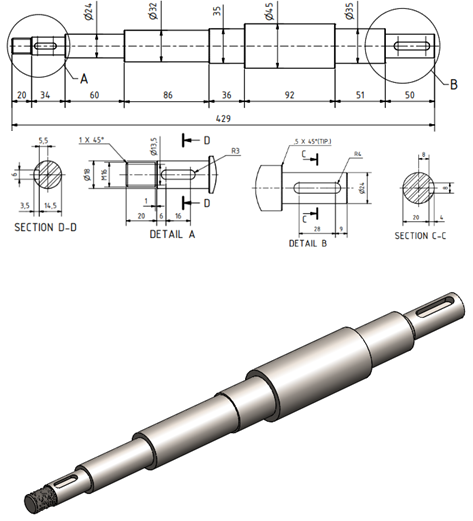 Ø24
Ø32
35
Ø45
Ø35
A
B
20
34
60
86
36
92
51
50
429
5,5
6
3,5
14,5
SECTION D-D
1 X 45°
Ø13,5
D
R3
Ø18
M16
1
D
20
6
16
DETAIL A
,5 X 45°(TIP.)
C
R4
Ø24
C
28
9
DETAIL B
8
8
20
4
SECTION C-C